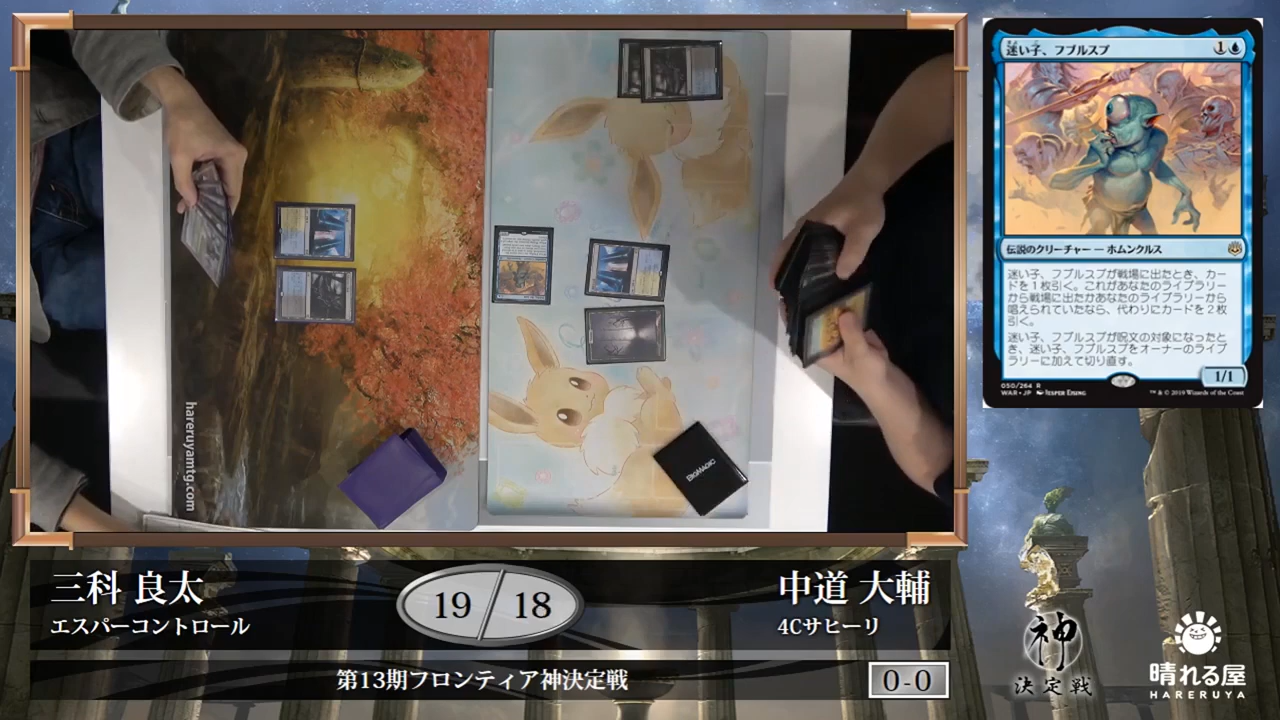 迷い子、フブルスプ
1
伝説のクリーチャー ― ホムンクルス
迷い子、フブルスプが戦場に出たとき、カー
ドを1枚引く。これがあなたのライブラリー
から戦場に出たかあなたのライブラリーから
唱えられていたなら、代わりにカードを2枚
引く。
迷い子、フブルスプが呪文の対象になったと
き、迷い子、フブルスプをオーナーのライブ
ラリーに加えて切り直す。
1/1
050/264 R
WAR・JP JESPER EJSING
™ & © 2019 Wizards of the Coast
hareruyamtg.com
BIGMAGIC
三科 良太
エスパーコントロール
19 / 18
中道 大輔
4Cサヒーリ
第13期フロンティア神決定戦
0-0
神
決定戦
晴れる屋
HARERUYA